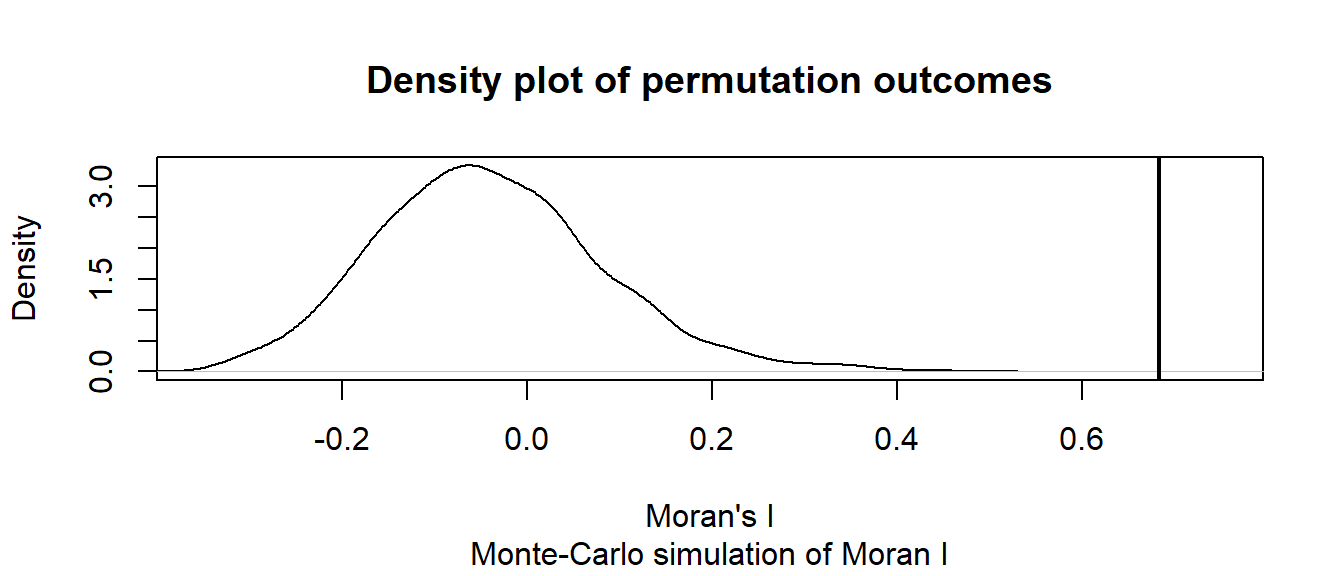 Density plot of permutation outcomes
Density
3.0
1.5
0.0
-0.2 0.0 0.2 0.4 0.6
Moran's I
Monte-Carlo simulation of Moran I